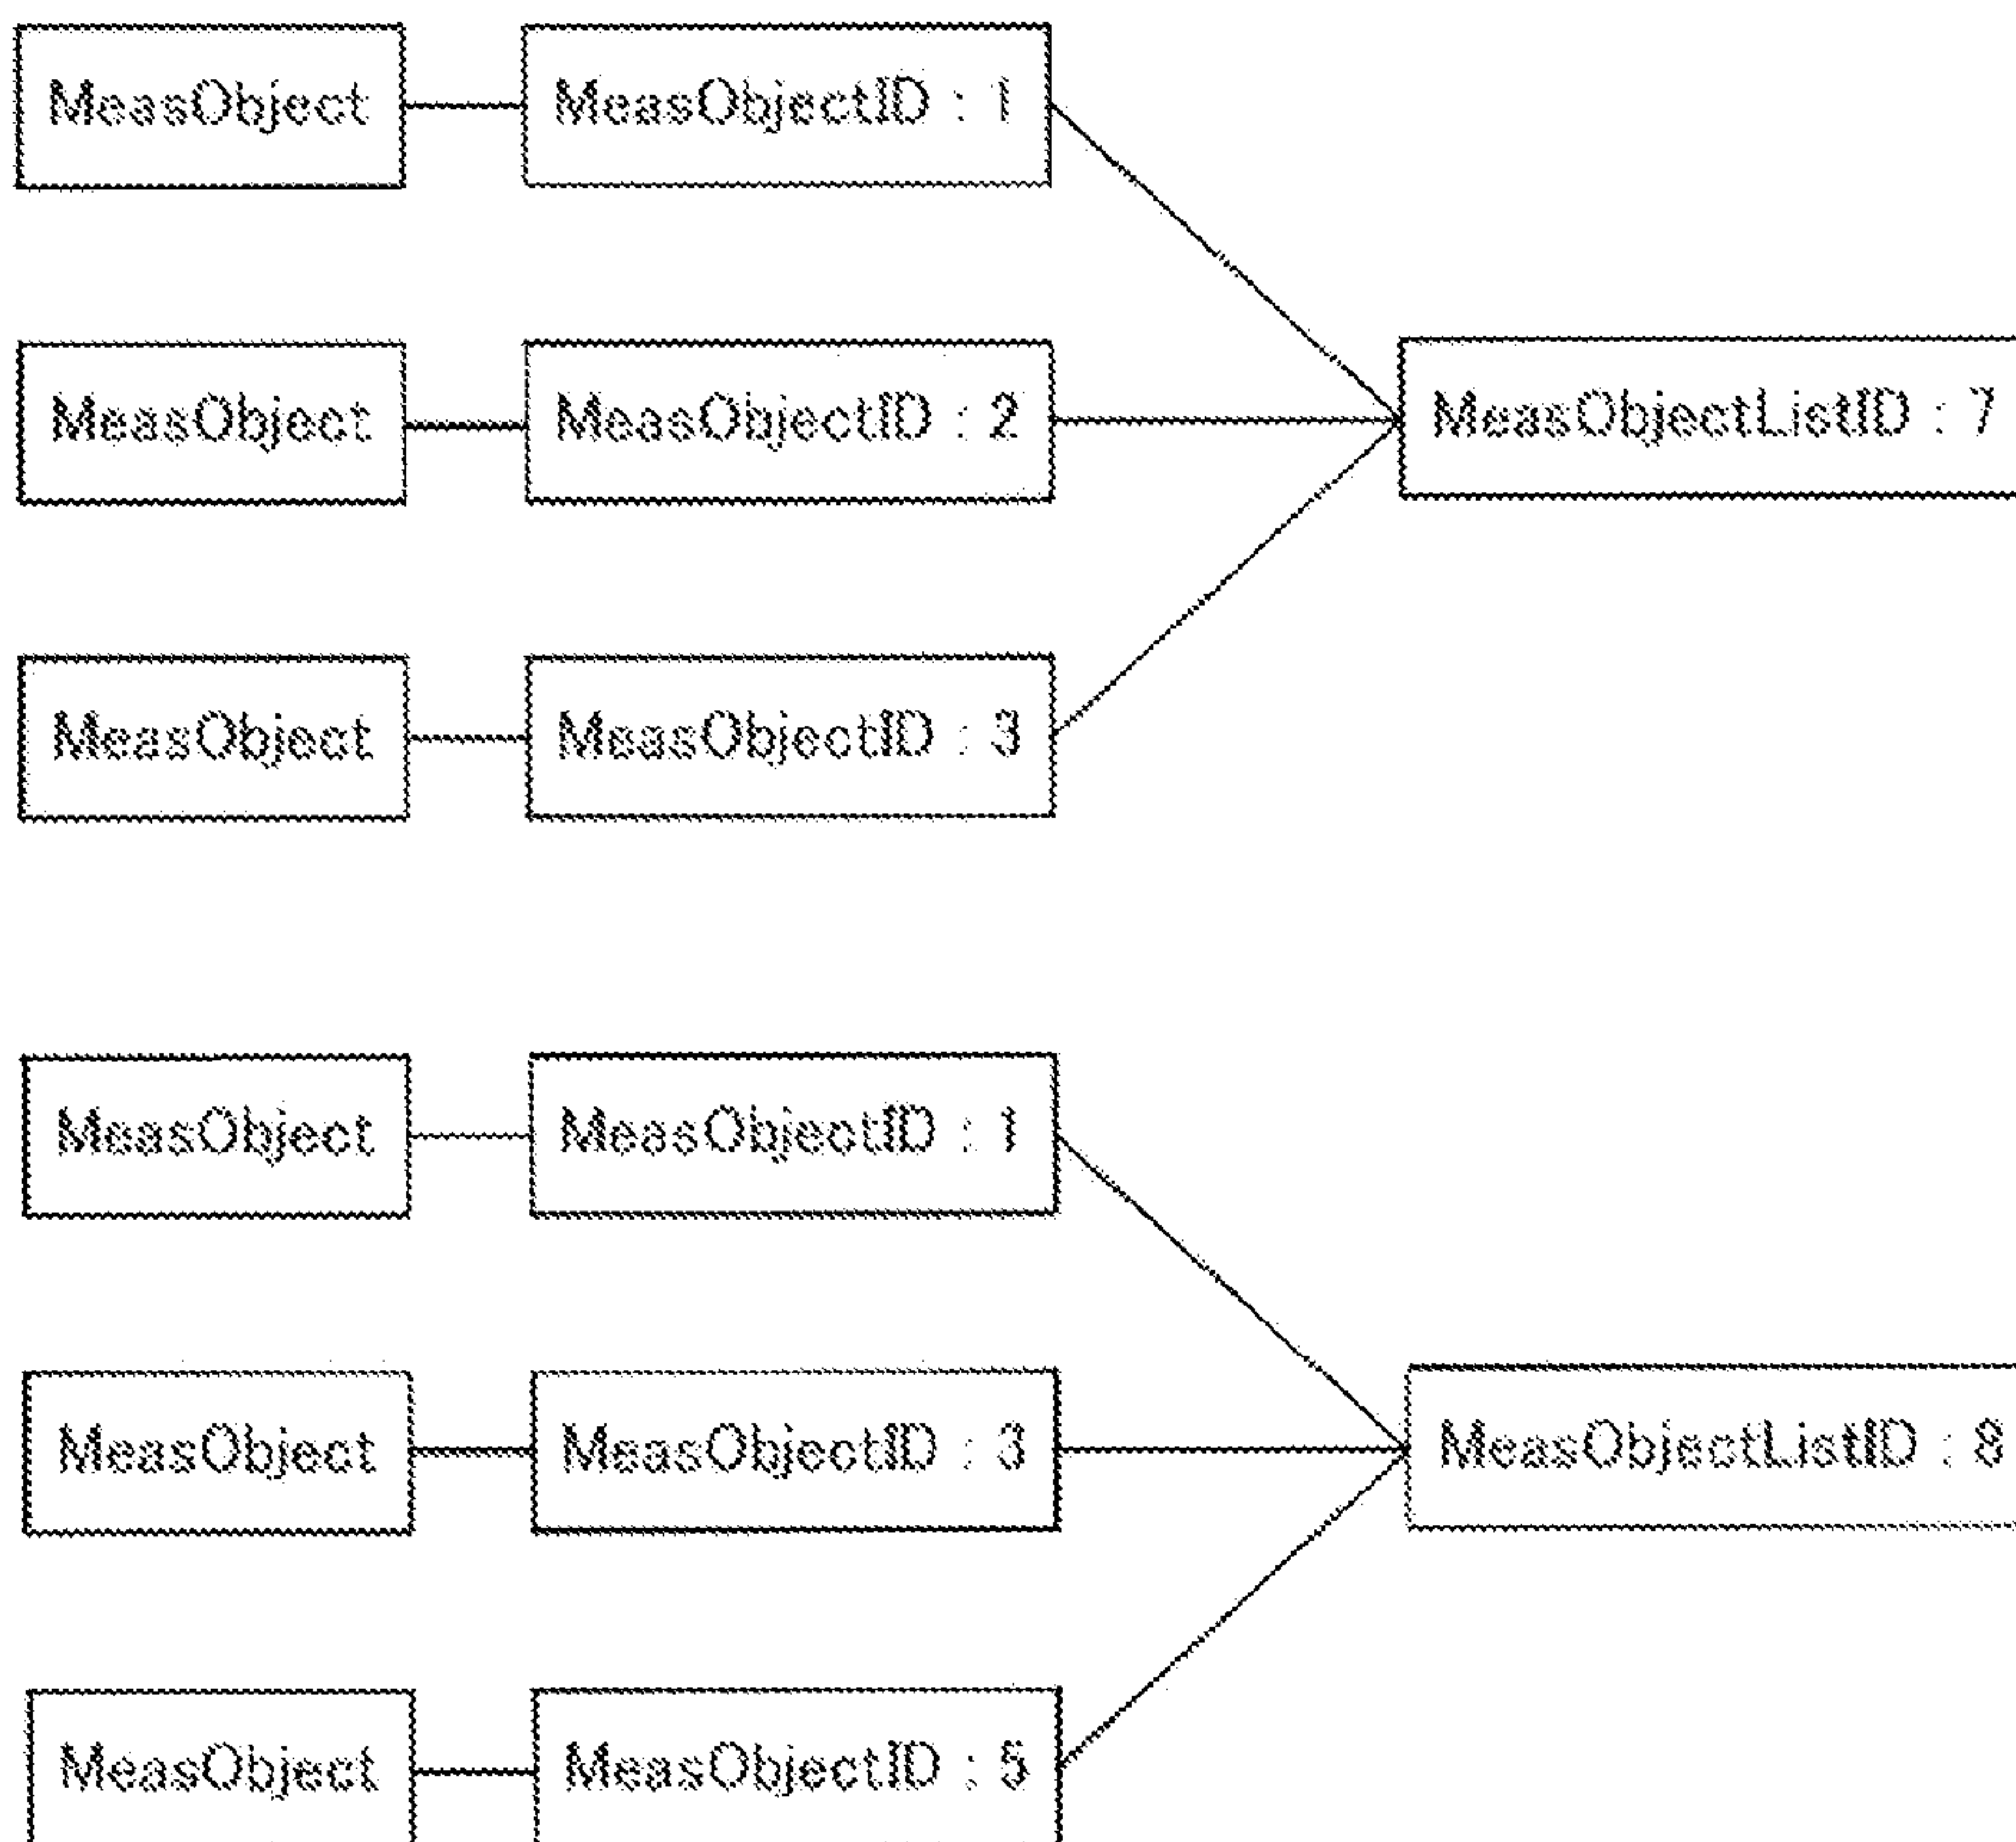 MeasObject MeasObjectID : 1
MeasObject MeasObjectID : 2 MeasObjectListID : 7
MeasObject MeasObjectID : 3
MeasObject MeasObjectID : 1
MeasObject MeasObjectID : 3 MeasObjectListID : 8
MeasObject MeasObjectID : 5